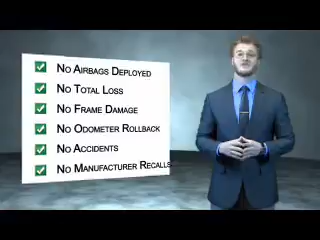 No Airbags Deployed
No Total Loss
No Frame Damage
No Odometer Rollback
No Accidents
No Manufacturer Recalls